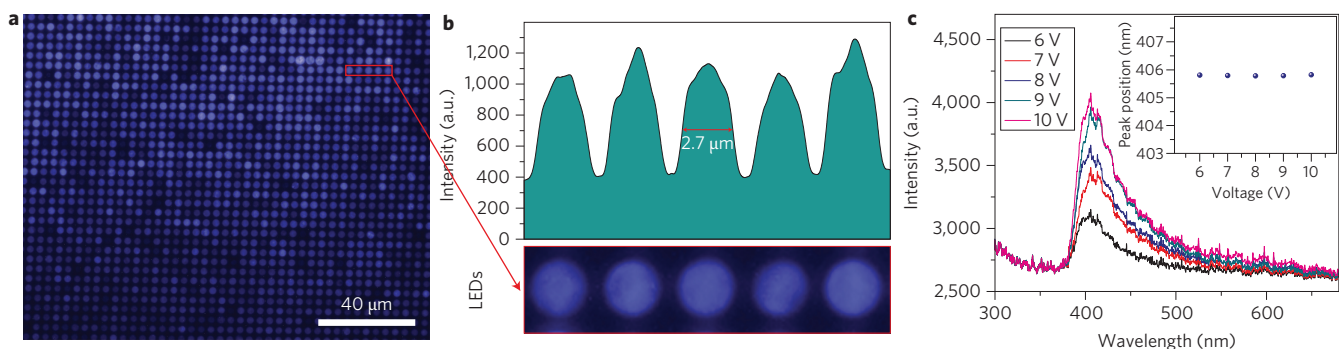 a
40 μm
b
Intensity (a.u.)
1,200
1,000
800
600
400
200
0
2.7 μm
LEDs
c
Intensity (a.u.)
4,500
4,000
3,500
3,000
2,500
6 V
7 V
8 V
9 V
10 V
Peak position (nm)
407
406
405
404
403
6 7 8 9 10
Voltage (V)
300 400 500 600
Wavelength (nm)